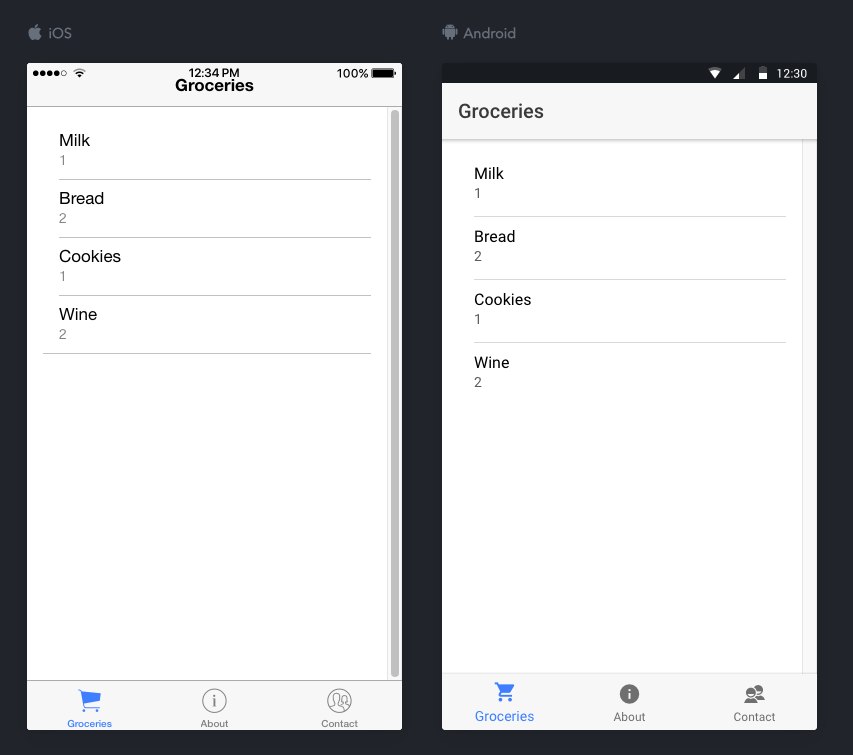 iOS
12:34 PM 100%
Groceries
Milk
1
Bread
2
Cookies
1
Wine
2
Groceries About Contact
Android
12:30
Groceries
Milk
1
Bread
2
Cookies
1
Wine
2
Groceries About Contact